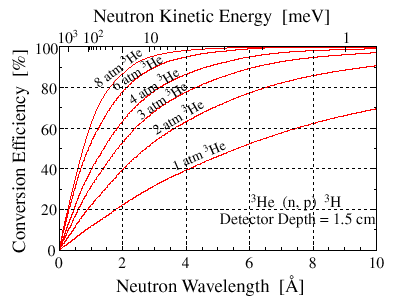 Neutron Kinetic Energy [meV]
10³ 10² 10 1
100
80
60
40
20
0
Conversion Efficiency [%]
8 atm ³He
6 atm ³He
4 atm ³He
3 atm ³He
2 atm ³He
1 atm ³He
³He (n, p) ³H
Detector Depth = 1.5 cm
0 2 4 6 8 10
Neutron Wavelength [Å]